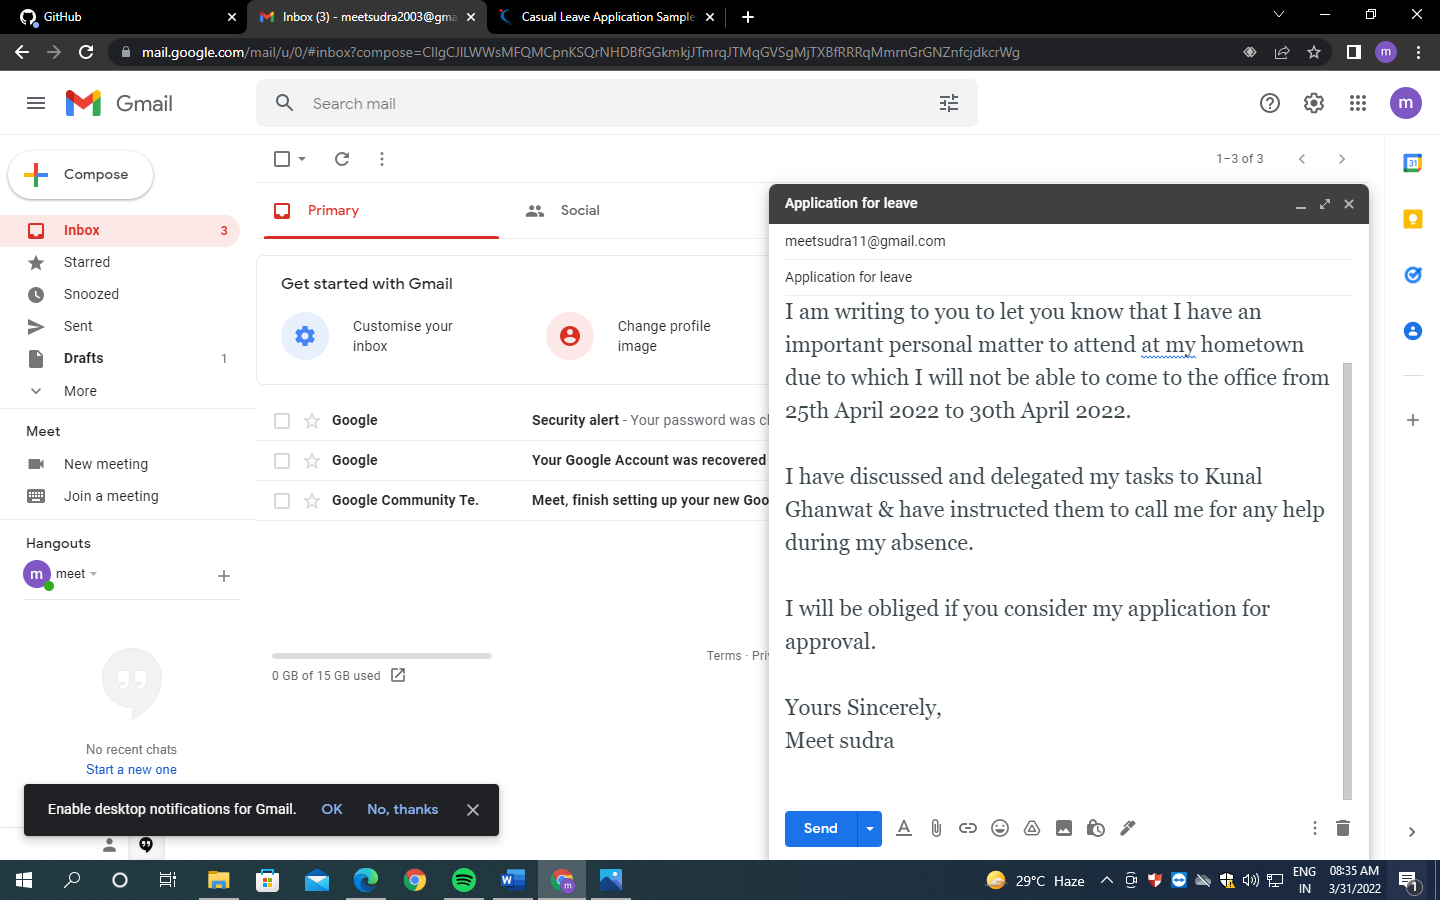 GitHub
Inbox (3) - meetsudra2003@gma
Casual Leave Application Sample
mail.google.com/mail/u/0/#inbox?compose=CllgCJlLWWsMFQMCpnKSQrNHDBfGGkmkjJTmrqJTMqGVSgMjTXBfRRRqMmrnGrGNZnfcjdkcrWg
m
Gmail
Search mail
m
Compose
1–3 of 3
31
Primary
Social
Inbox 3
Starred
Snoozed
Sent
Drafts 1
More
Get started with Gmail
Customise your
inbox
Change profile
image
Google Security alert - Your password was cl
Google Your Google Account was recovered
Google Community Te. Meet, finish setting up your new Goo
Meet
New meeting
Join a meeting
Hangouts
m meet
No recent chats
Start a new one
0 GB of 15 GB used
Terms · Pri
Enable desktop notifications for Gmail. OK No, thanks
Application for leave
meetsudra11@gmail.com
Application for leave
I am writing to you to let you know that I have an
important personal matter to attend at my hometown
due to which I will not be able to come to the office from
25th April 2022 to 30th April 2022.
I have discussed and delegated my tasks to Kunal
Ghanwat & have instructed them to call me for any help
during my absence.
I will be obliged if you consider my application for
approval.
Yours Sincerely,
Meet sudra
Send
29°C Haze
ENG
IN
08:35 AM
3/31/2022
1